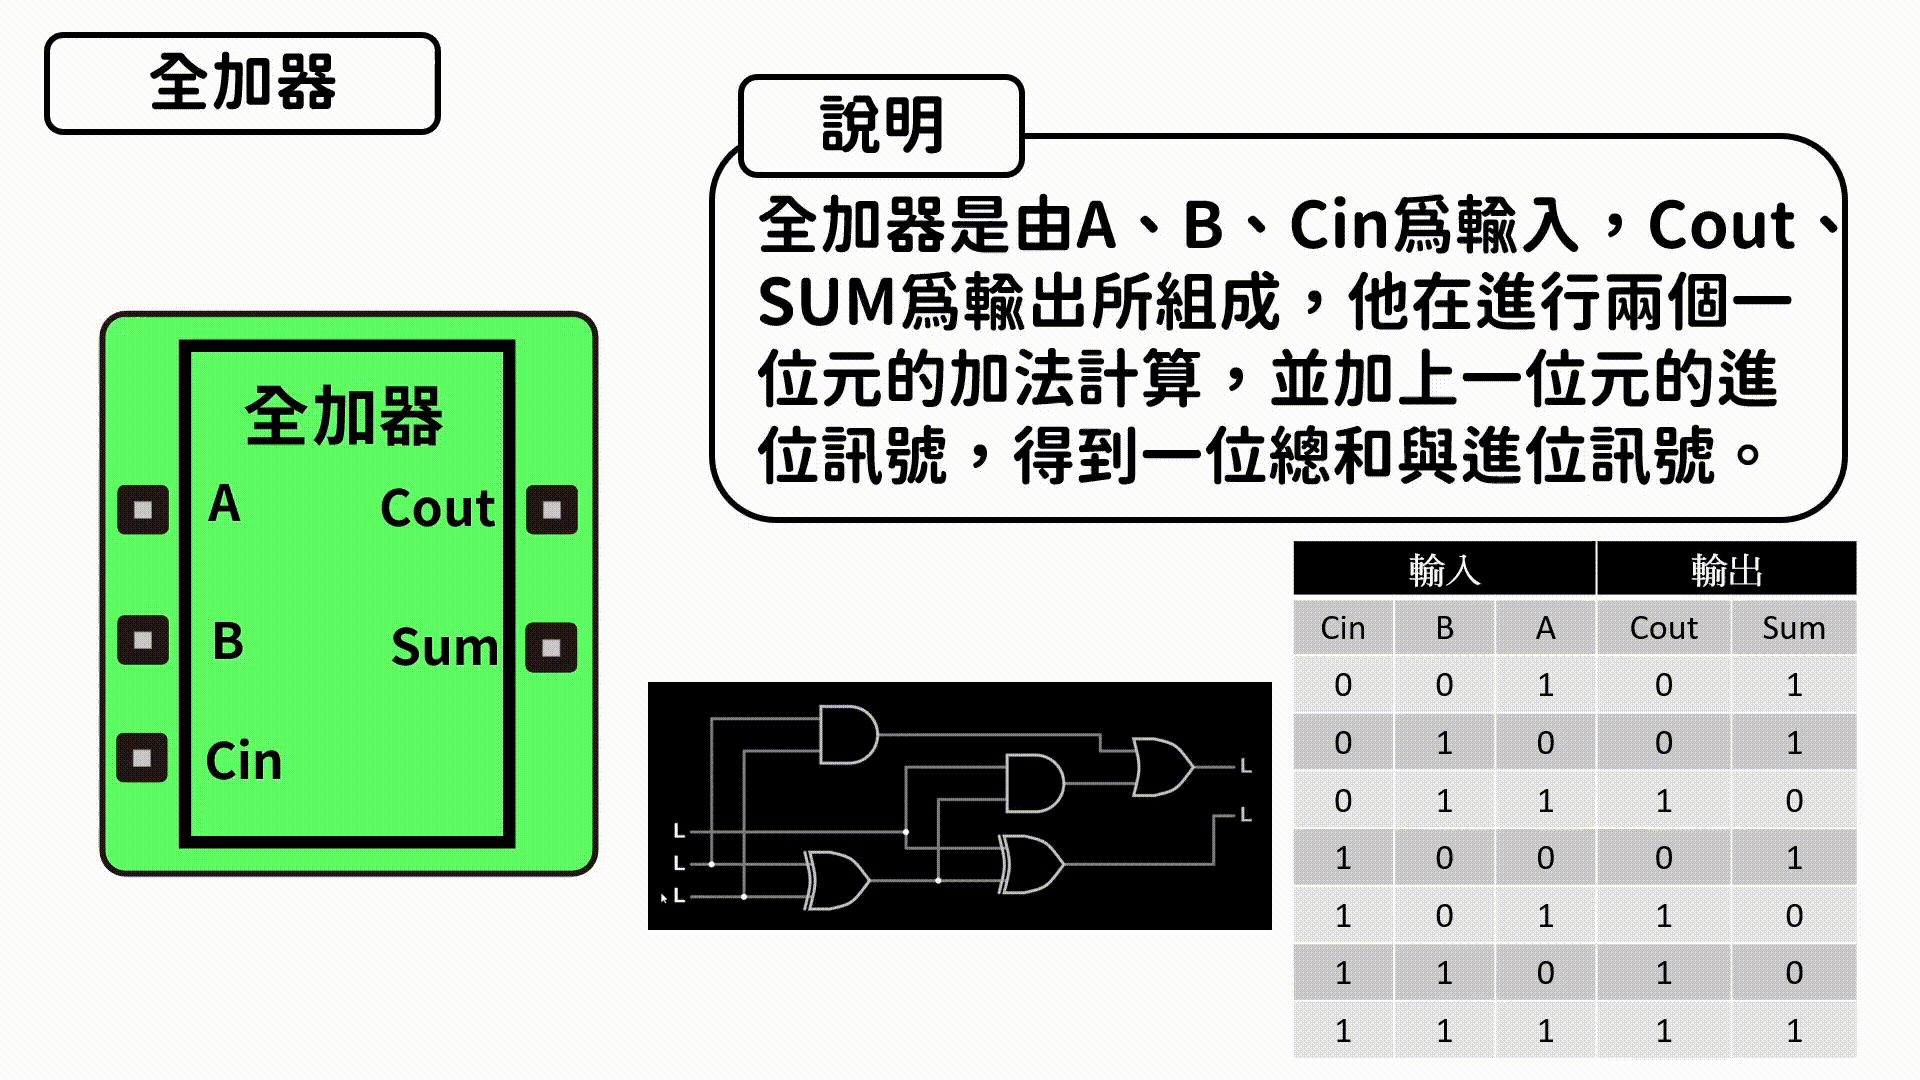 全加器
說明
全加器是由A、B、Cin為輸入，Cout、
SUM為輸出所組成，他在進行兩個一
位元的加法計算，並加上一位元的進
位訊號，得到一位總和與進位訊號。
全加器
A Cout
B Sum
Cin
L
L
L
L
L
輸入 輸出
Cin B A Cout Sum
0 0 1 0 1
0 1 0 0 1
0 1 1 1 0
1 0 0 0 1
1 0 1 1 0
1 1 0 1 0
1 1 1 1 1